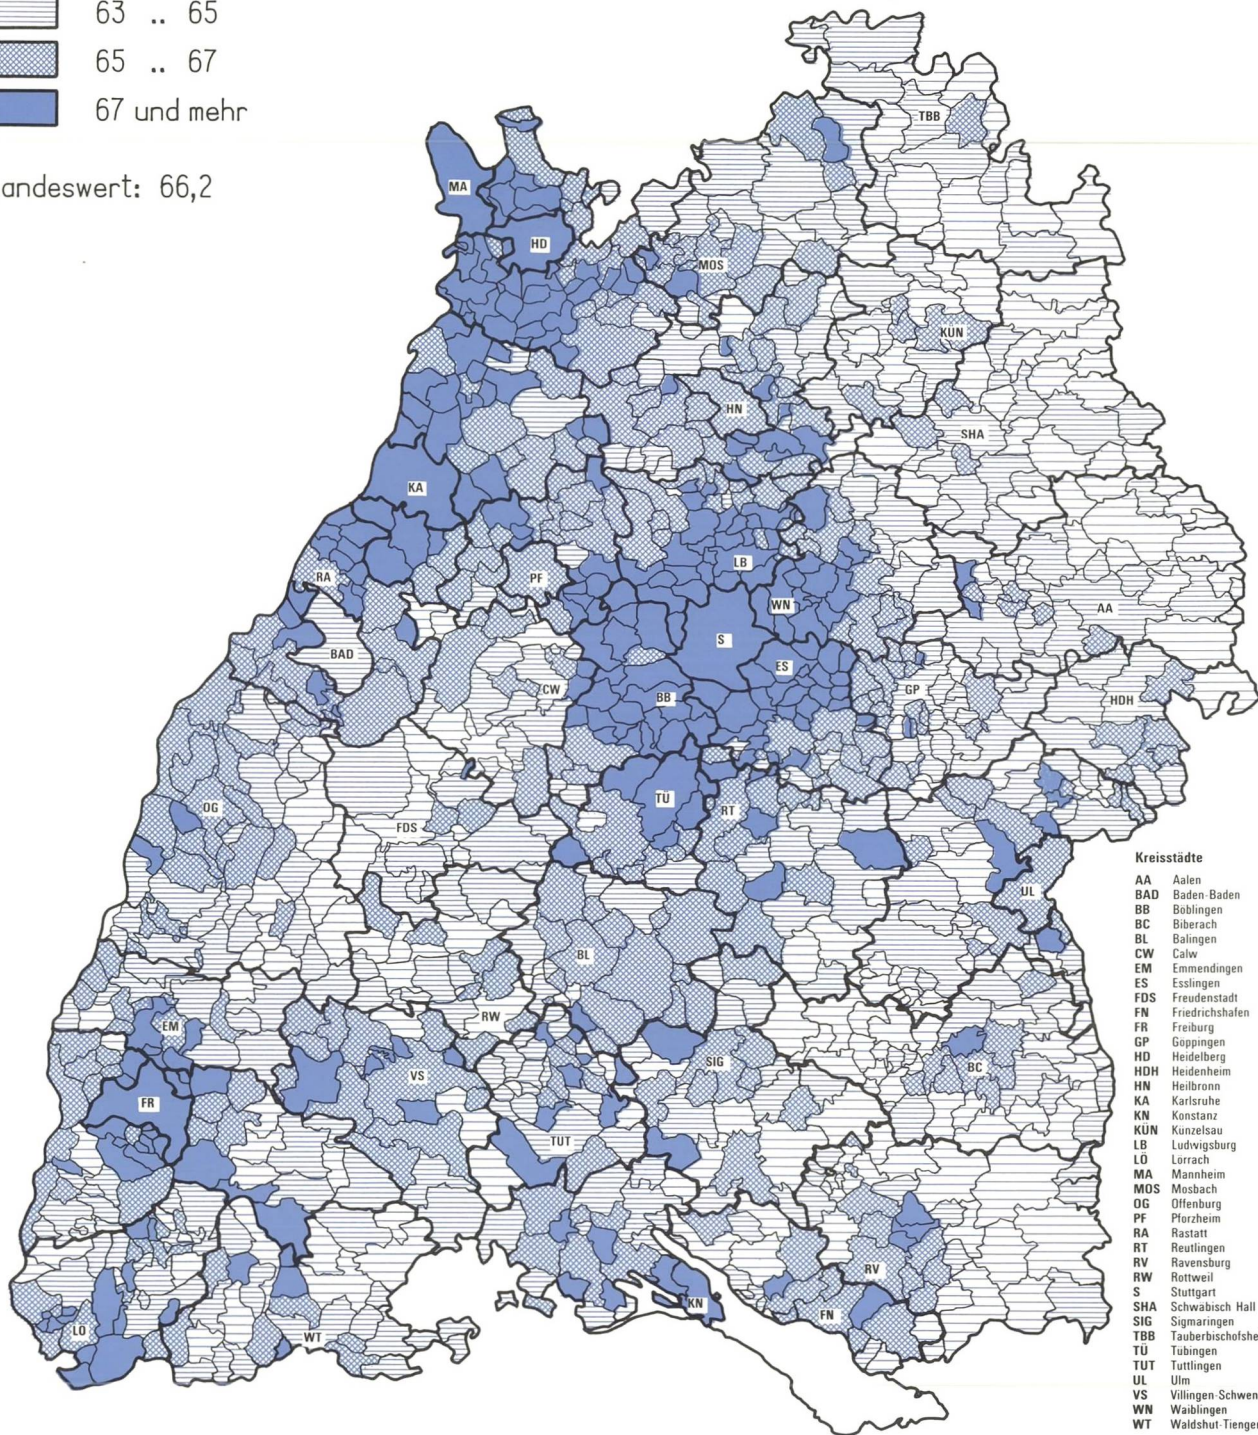 63 .. 65
65 .. 67
67 und mehr
andeswert: 66,2
TBB
MA
HD
MOS
KÜN
HN
SHA
KA
LB
PF
RA
WN
AA
S
BAD
ES
CW
BB
GP
HDH
TÜ
OG
RT
FDS
UL
BL
EM
RW
VS
SIG
BC
FR
TUT
RV
KN
FN
LÖ
WT
Kreisstädte
AA Aalen
BAD Baden-Baden
BB Böblingen
BC Biberach
BL Balingen
CW Calw
EM Emmendingen
ES Esslingen
FDS Freudenstadt
FN Friedrichshafen
FR Freiburg
GP Göppingen
HD Heidelberg
HDH Heidenheim
HN Heilbronn
KA Karlsruhe
KN Konstanz
KÜN Künzelsau
LB Ludwigsburg
LÖ Lörrach
MA Mannheim
MOS Mosbach
OG Offenburg
PF Pforzheim
RA Rastatt
RT Reutlingen
RV Ravensburg
RW Rottweil
S Stuttgart
SHA Schwäbisch Hall
SIG Sigmaringen
TBB Tauberbischofshe
TÜ Tübingen
TUT Tuttlingen
UL Ulm
VS Villingen-Schwen
WN Waiblingen
WT Waldshut-Tienge